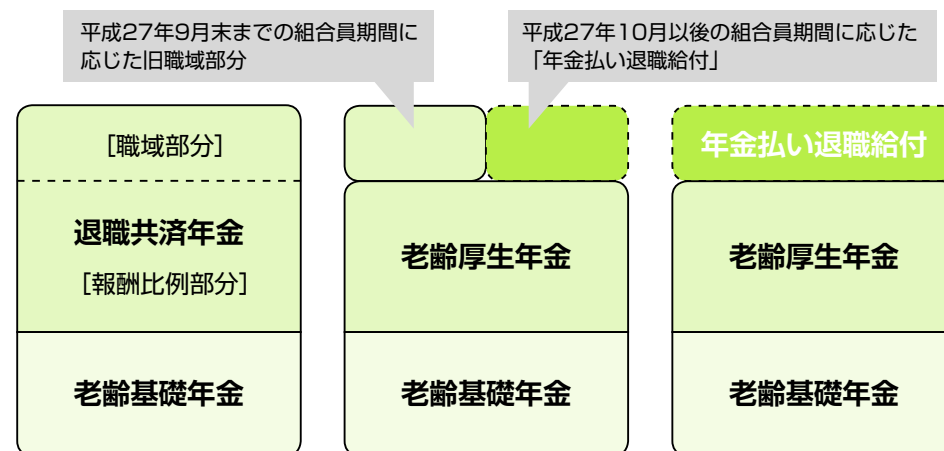 平成27年9月末までの組合員期間に
応じた旧職域部分
平成27年10月以後の組合員期間に応じた
「年金払い退職給付」
［職域部分］
退職共済年金
［報酬比例部分］
老齢基礎年金
老齢厚生年金
老齢基礎年金
年金払い退職給付
老齢厚生年金
老齢基礎年金